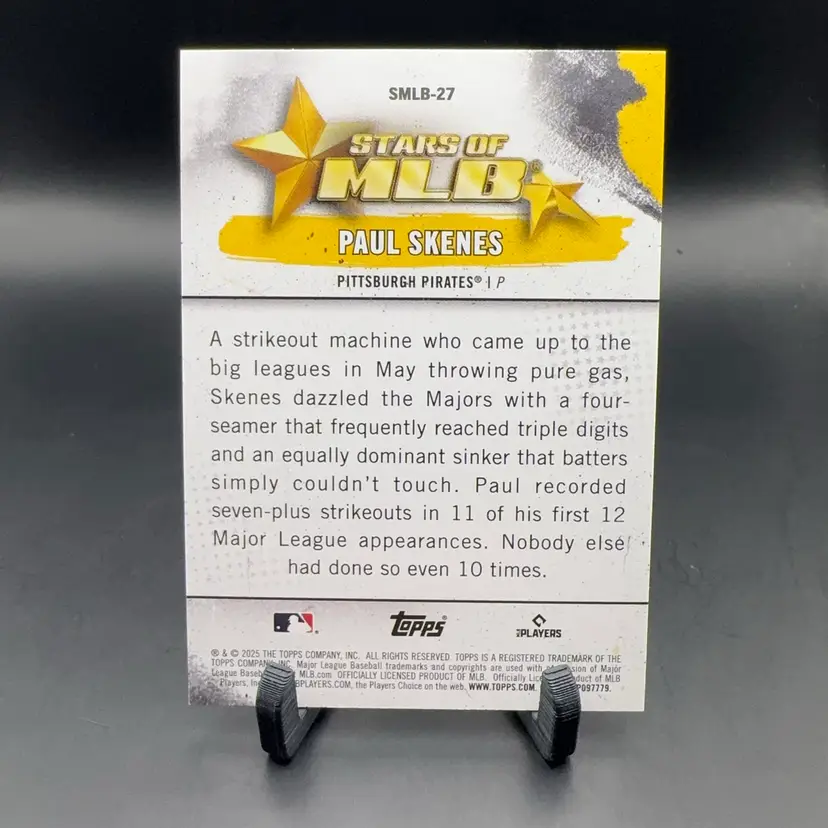 SMLB-27
STARS OF
MLB®
PAUL SKENES
PITTSBURGH PIRATES® | P
A strikeout machine who came up to the
big leagues in May throwing pure gas,
Skenes dazzled the Majors with a four-
seamer that frequently reached triple digits
and an equally dominant sinker that batters
simply couldn't touch. Paul recorded
seven-plus strikeouts in 11 of his first 12
Major League appearances. Nobody else
had done so even 10 times.
topps
PLAYERS
® & © 2025 THE TOPPS COMPANY, INC. ALL RIGHTS RESERVED. TOPPS IS A REGISTERED TRADEMARK OF THE
TOPPS COMPANY, INC. Major League Baseball trademarks and copyrights are used with of Major
League MLB.com. OFFICIALLY LICENSED PRODUCT OF MLB. Officially of MLB
Players, the Players Choice on the web. WWW.TOPPS.COM.